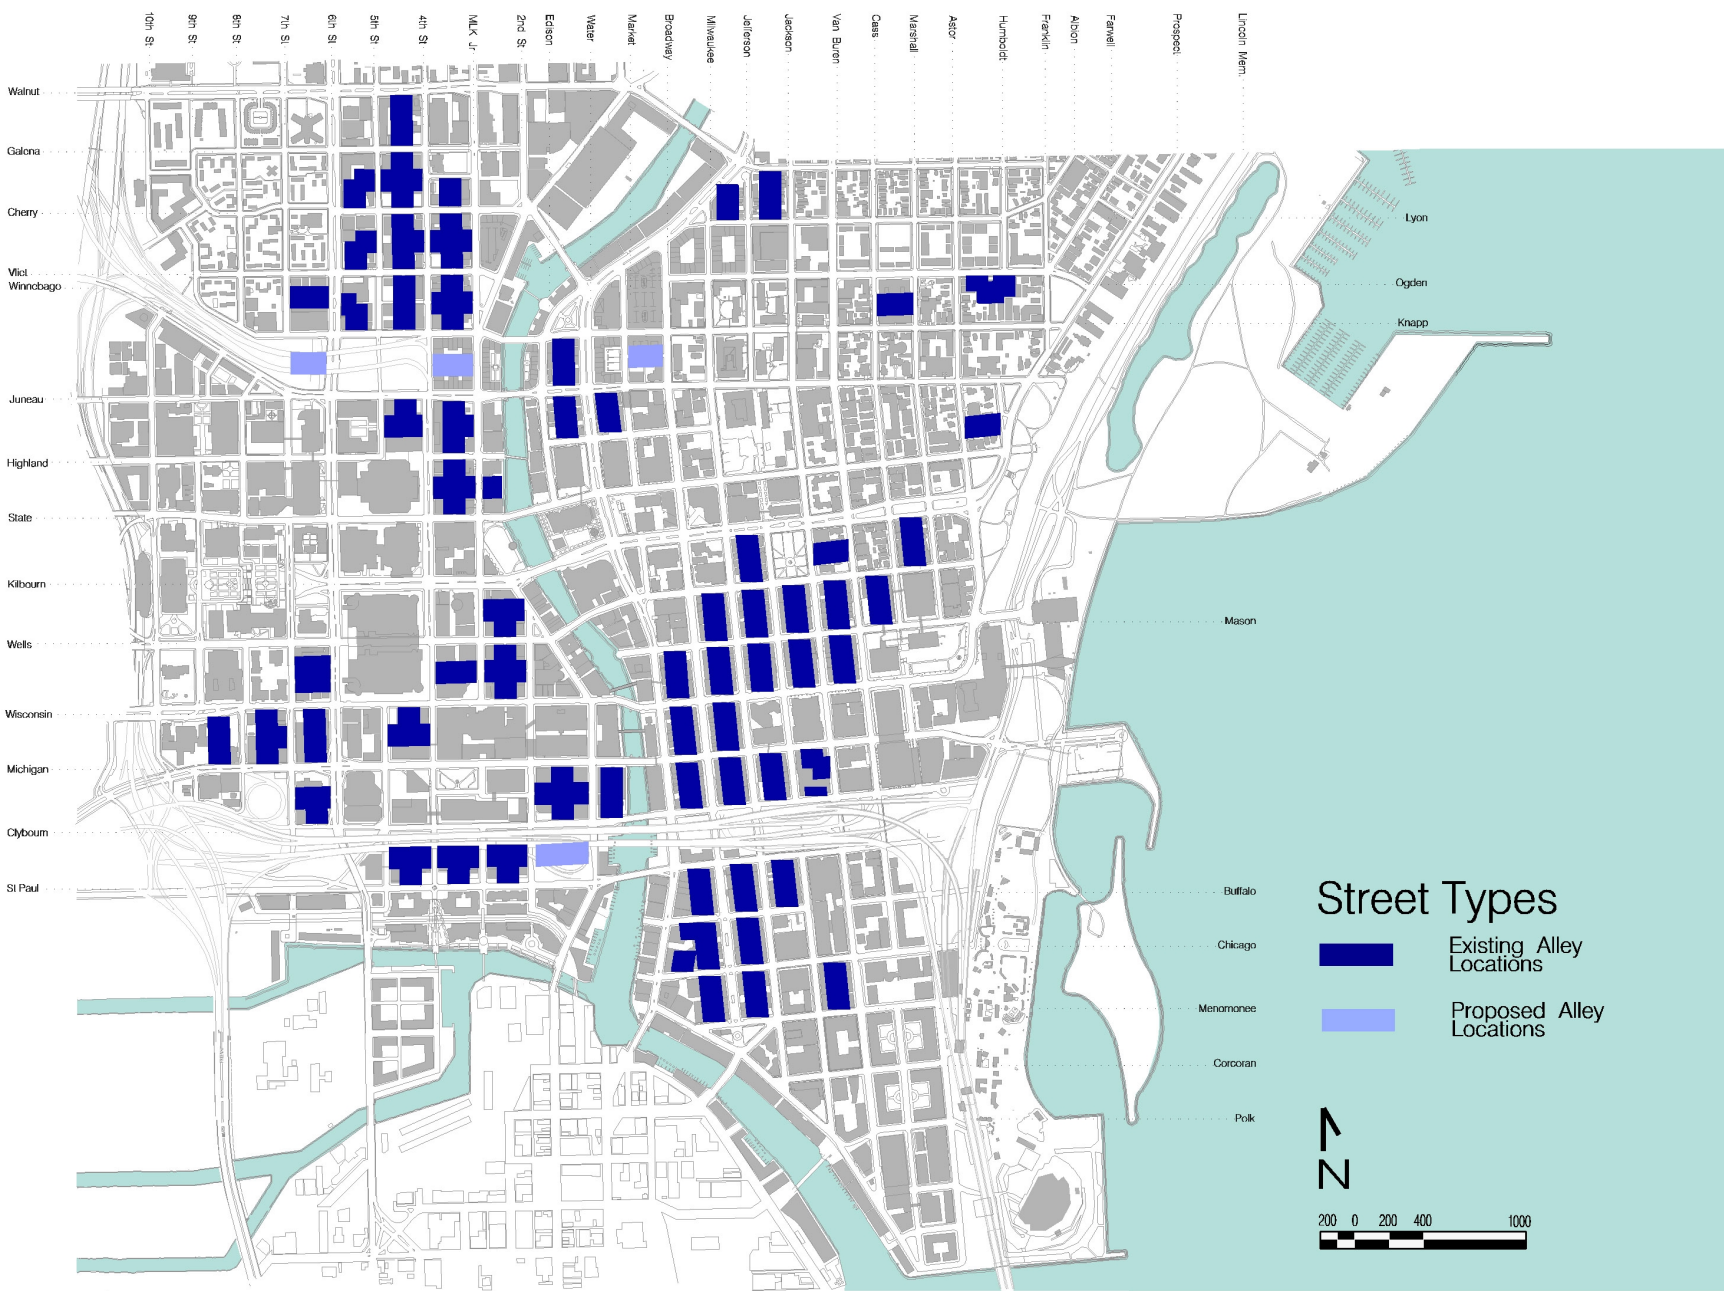 10th St.
9th St.
8th St.
7th St.
6th St
5th St
4th St
MLK Jr
2nd St
Edison
Water
Market
Broadway
Milwaukee
Jefferson
Jackson
Van Buren
Cass
Marshall
Astor
Humboldt
Franklin
Albion
Farwell
Prospect
Lincoln Mem.
Walnut
Galena
Cherry
Vliet
Winnebago
Juneau
Highland
State
Kilbourn
Wells
Wisconsin
Michigan
Clybourn
St Paul
Lyon
Ogden
Knapp
Mason
Buffalo
Chicago
Menomonee
Corcoran
Polk
Street Types
Existing Alley
Locations
Proposed Alley
Locations
N
200 0 200 400 1000